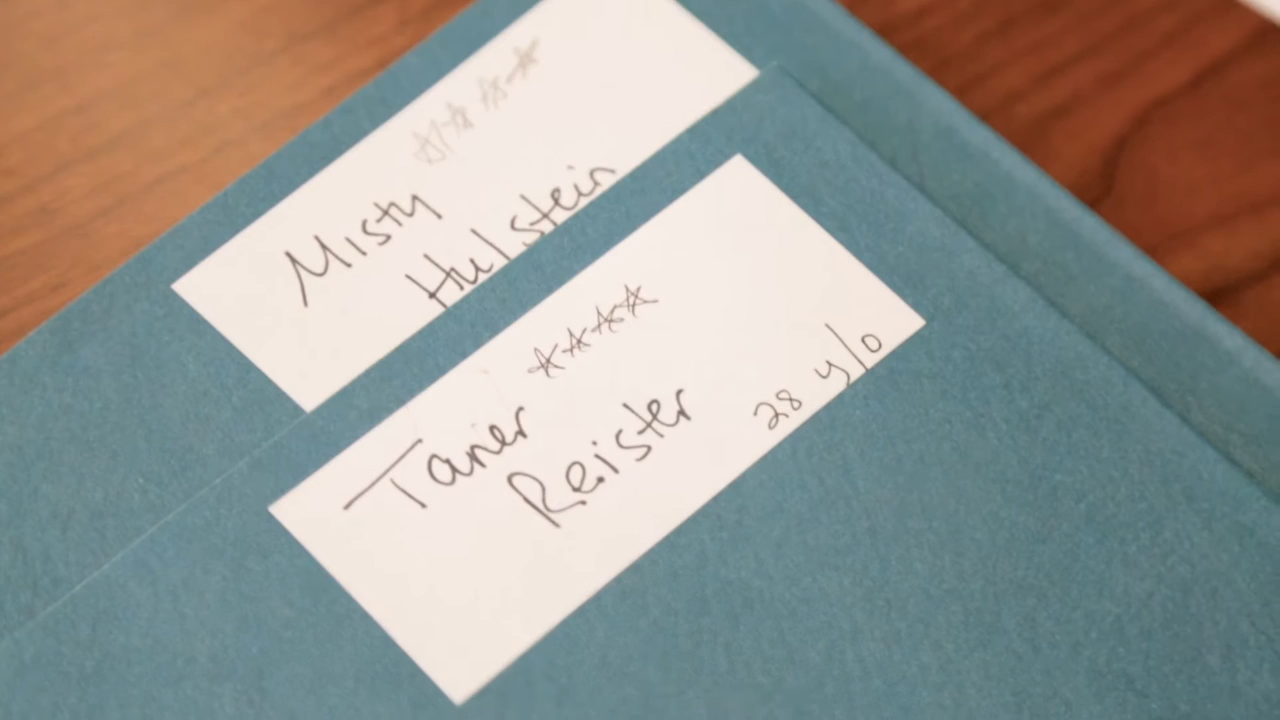 ☆☆☆☆
Misty
Hulstein
☆☆☆☆
Taner
Reister
28 y/o